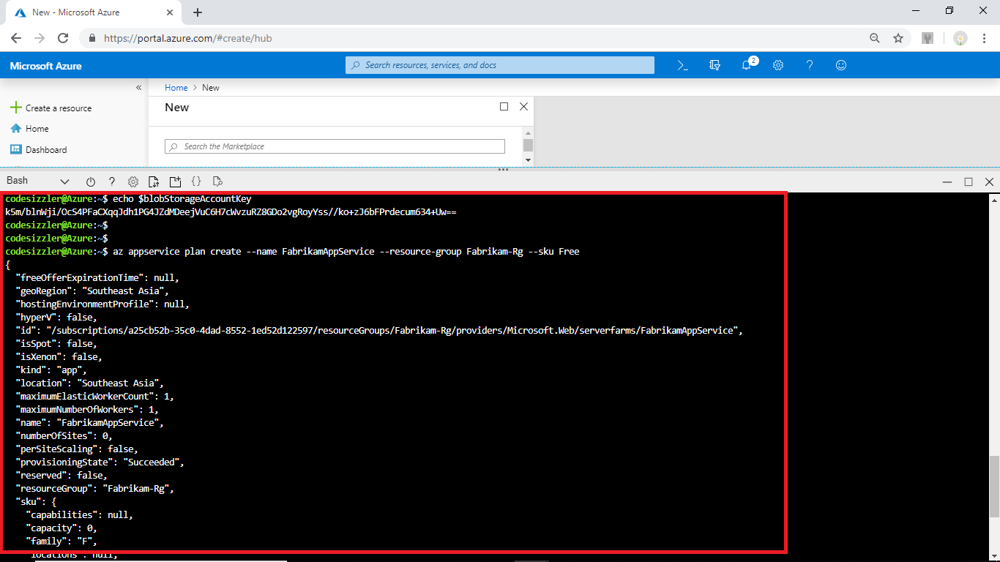 New - Microsoft Azure
https://portal.azure.com/#create/hub
Microsoft Azure
Search resources, services, and docs
2
Home > New
Create a resource
New
Home
Search the Marketplace
Dashboard
Bash
codesizzler@Azure:~$ echo $blobStorageAccountKey
k5m/blnWji/OcS4PFaCXqqJdh1PG4JZdMDeejVuC6H7cWvzuRZ8GDo2vgRoyYss//ko+zJ6bFPrdecum634+Uw==
codesizzler@Azure:~$
codesizzler@Azure:~$
codesizzler@Azure:~$ az appservice plan create --name FabrikamAppService --resource-group Fabrikam-Rg --sku Free
{
"freeOfferExpirationTime": null,
"geoRegion": "Southeast Asia",
"hostingEnvironmentProfile": null,
"hyperV": false,
"id": "/subscriptions/a25cb52b-35c0-4dad-8552-1ed52d122597/resourceGroups/Fabrikam-Rg/providers/Microsoft.Web/serverfarms/FabrikamAppService",
"isSpot": false,
"isXenon": false,
"kind": "app",
"location": "Southeast Asia",
"maximumElasticWorkerCount": 1,
"maximumNumberOfWorkers": 1,
"name": "FabrikamAppService",
"numberOfSites": 0,
"perSiteScaling": false,
"provisioningState": "Succeeded",
"reserved": false,
"resourceGroup": "Fabrikam-Rg",
"sku": {
"capabilities": null,
"capacity": 0,
"family": "F",
"locations": null,